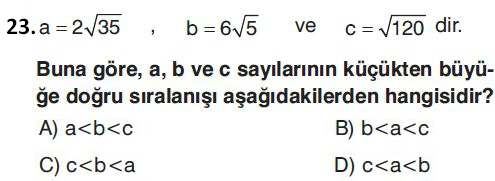 23. a = 2√35 , b = 6√5 ve c = √120 dir.
Buna göre, a, b ve c sayılarının küçükten büyü-
ğe doğru sıralanışı aşağıdakilerden hangisidir?
A) a<b<c B) b<a<c
C) c<b<a D) c<a<b